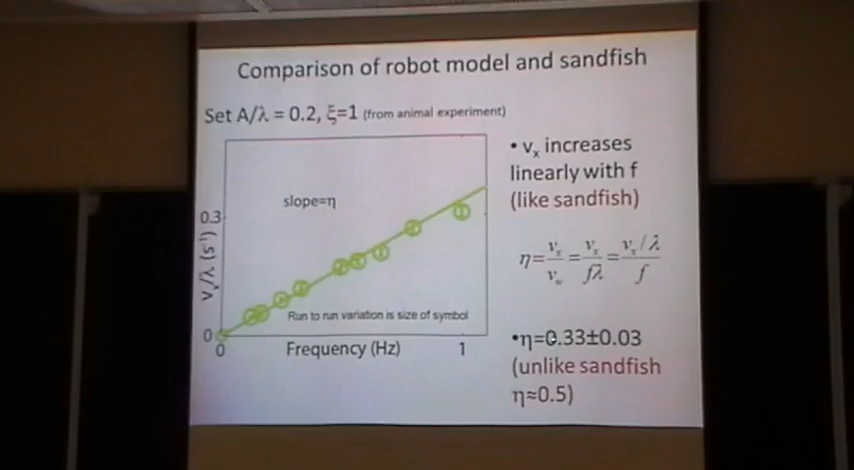 Comparison of robot model and sandfish
Set A/λ = 0.2, ξ=1 (from animal experiment)
slope=η
0.3
vₓ/λ (s⁻¹)
Run to run variation is size of symbol
0
0
Frequency (Hz)
1
• vₓ increases
linearly with f
(like sandfish)
η = vₓ/v_w = vₓ/fλ = (vₓ/λ)/f
•η=0.33±0.03
(unlike sandfish
η≈0.5)